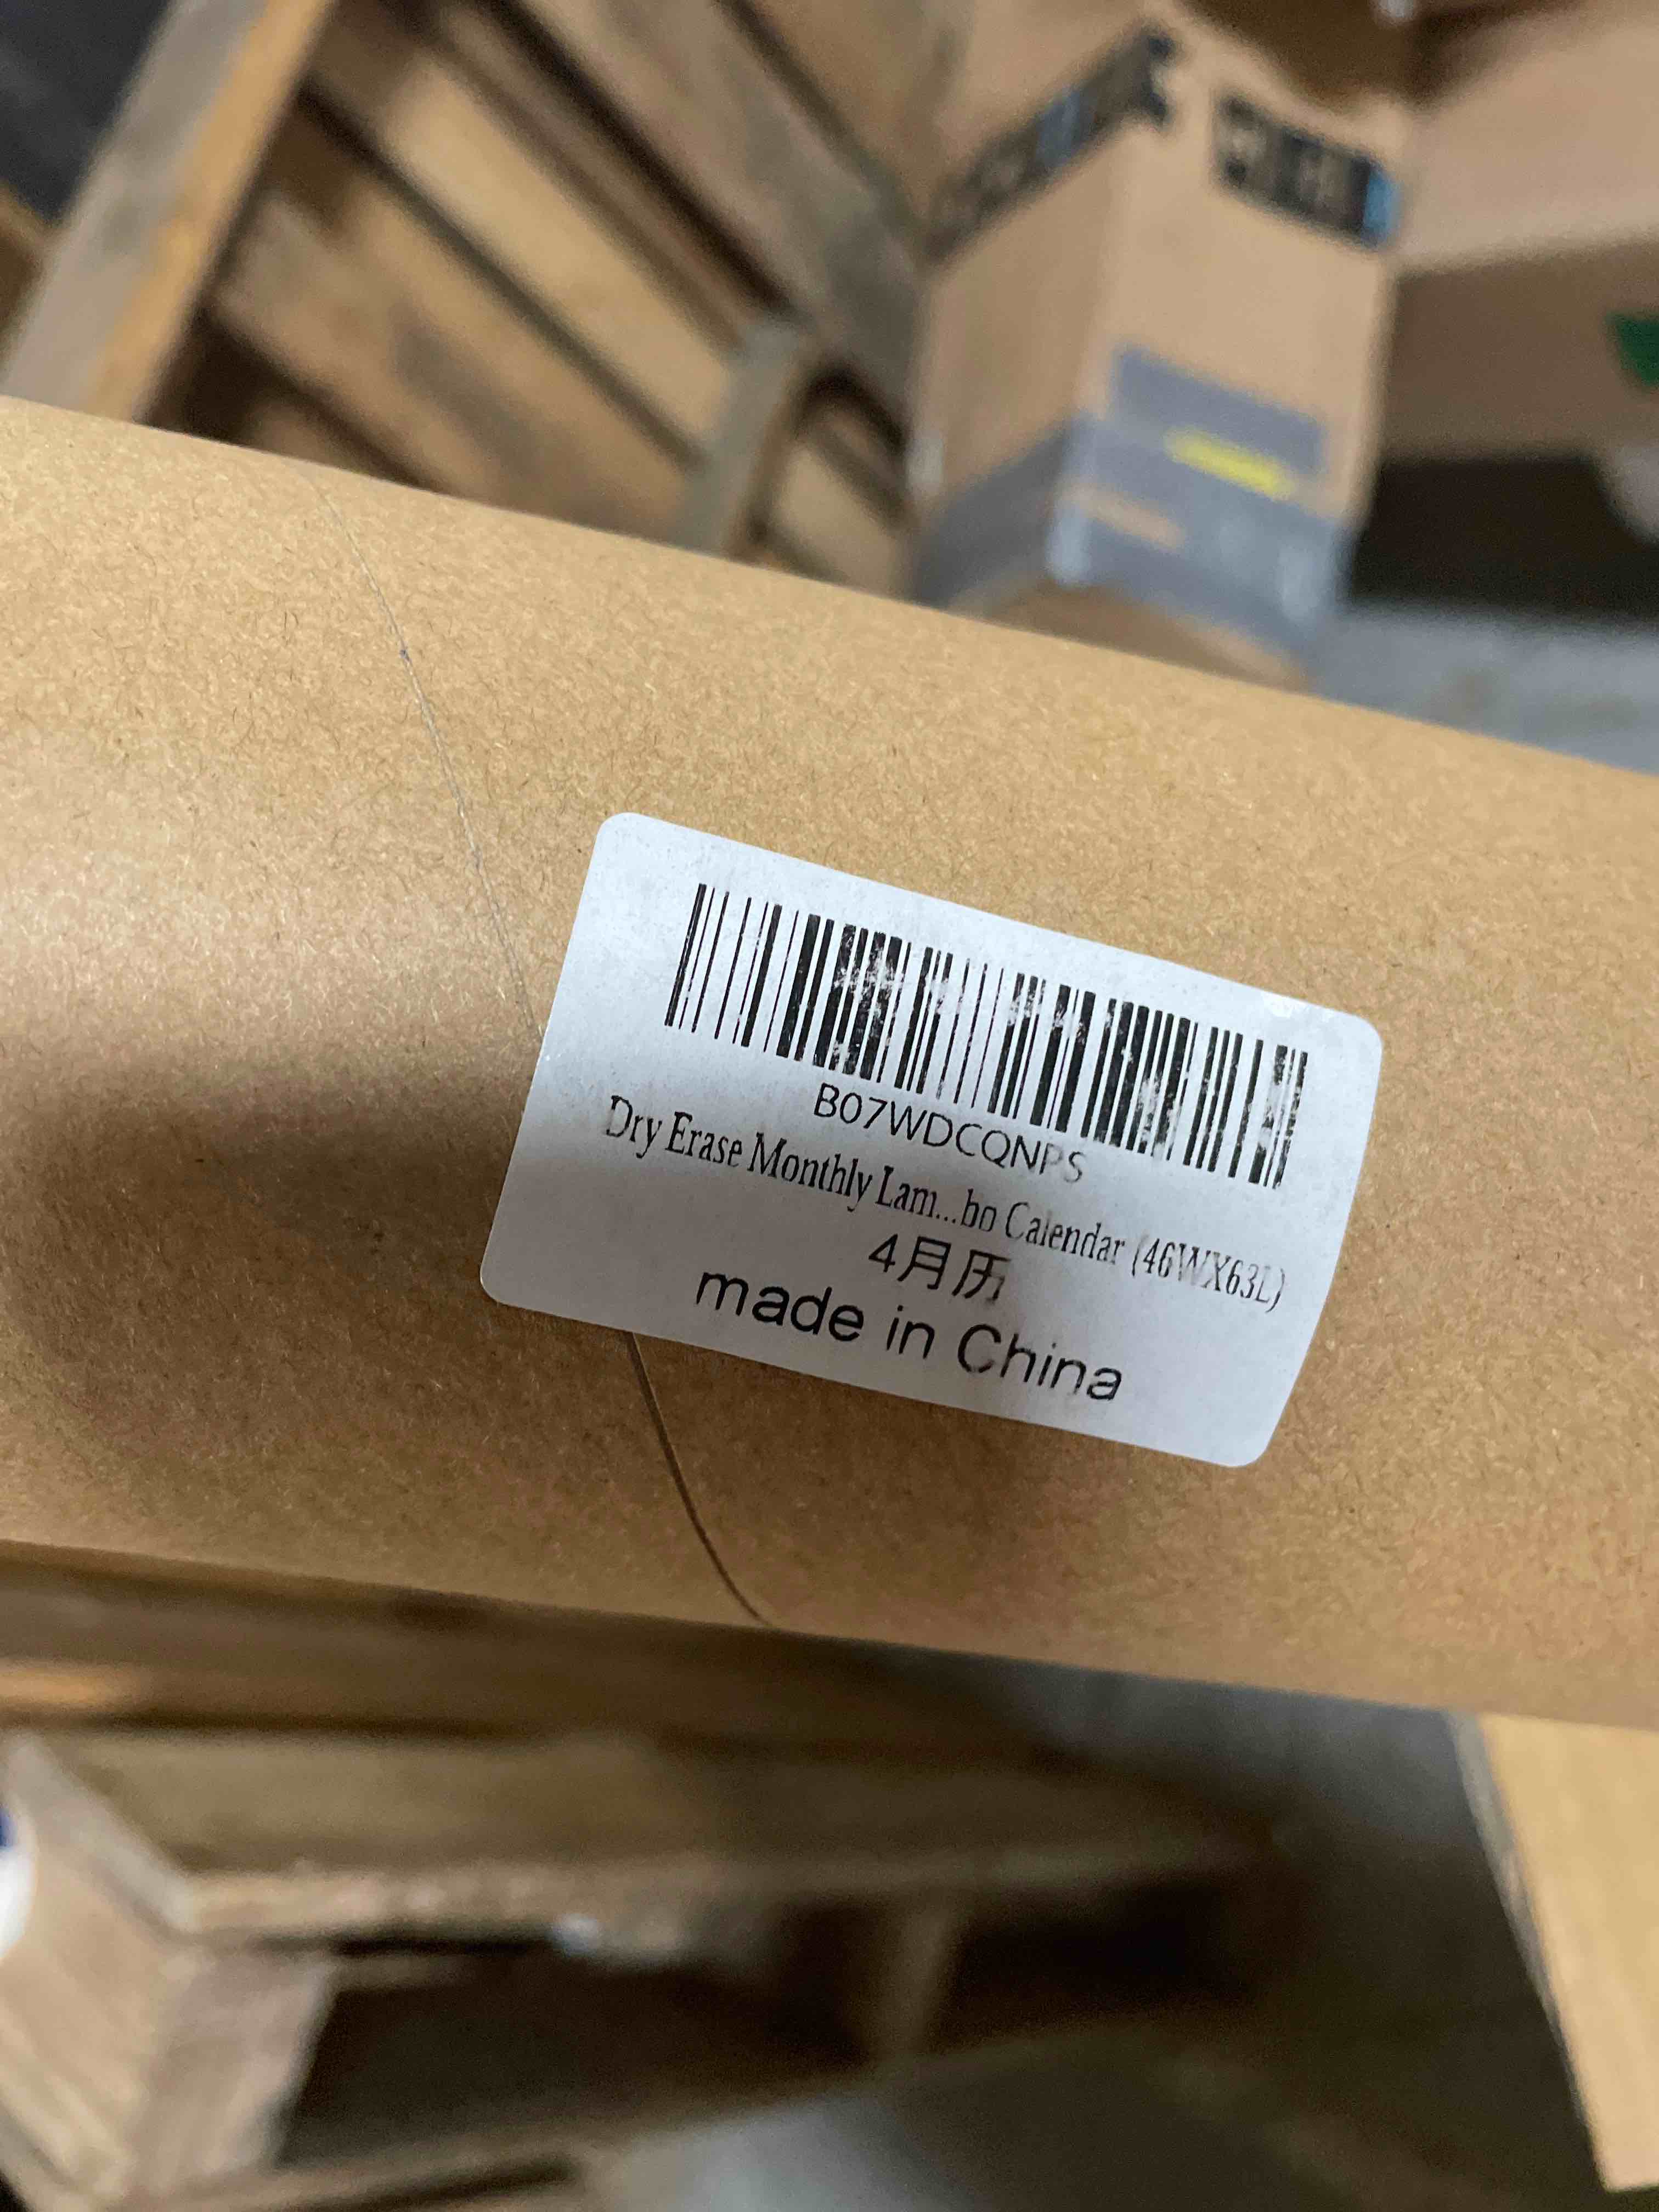 B07WDCQNPS
Dry Erase Monthly Lam...bo Calendar (46WX63L)
4月历
made in China